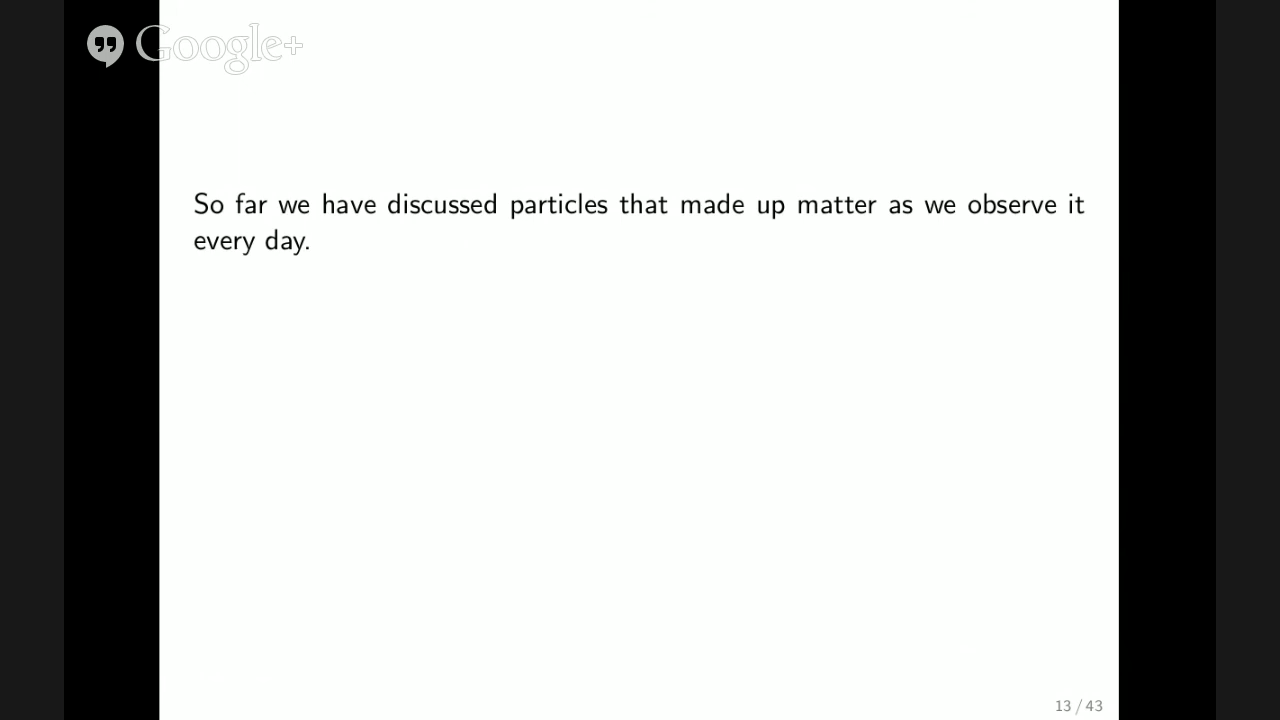 Google+
So far we have discussed particles that made up matter as we observe it
every day.
13 / 43